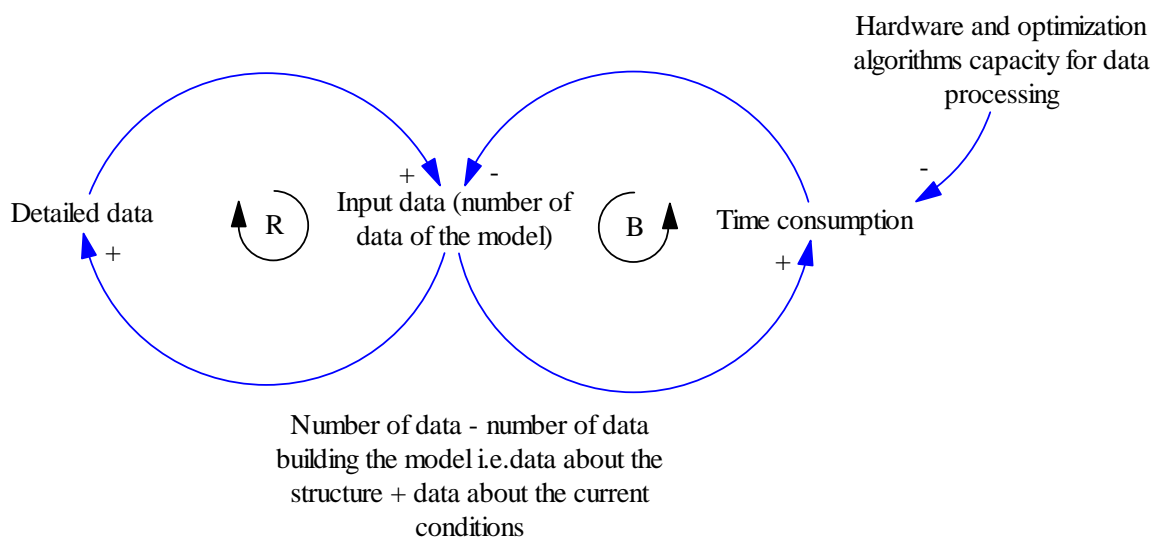 Hardware and optimization
algorithms capacity for data
processing
-
+
-
Detailed data
R
Input data (number of
data of the model)
B
Time consumption
+
+
Number of data - number of data
building the model i.e.data about the
structure + data about the current
conditions